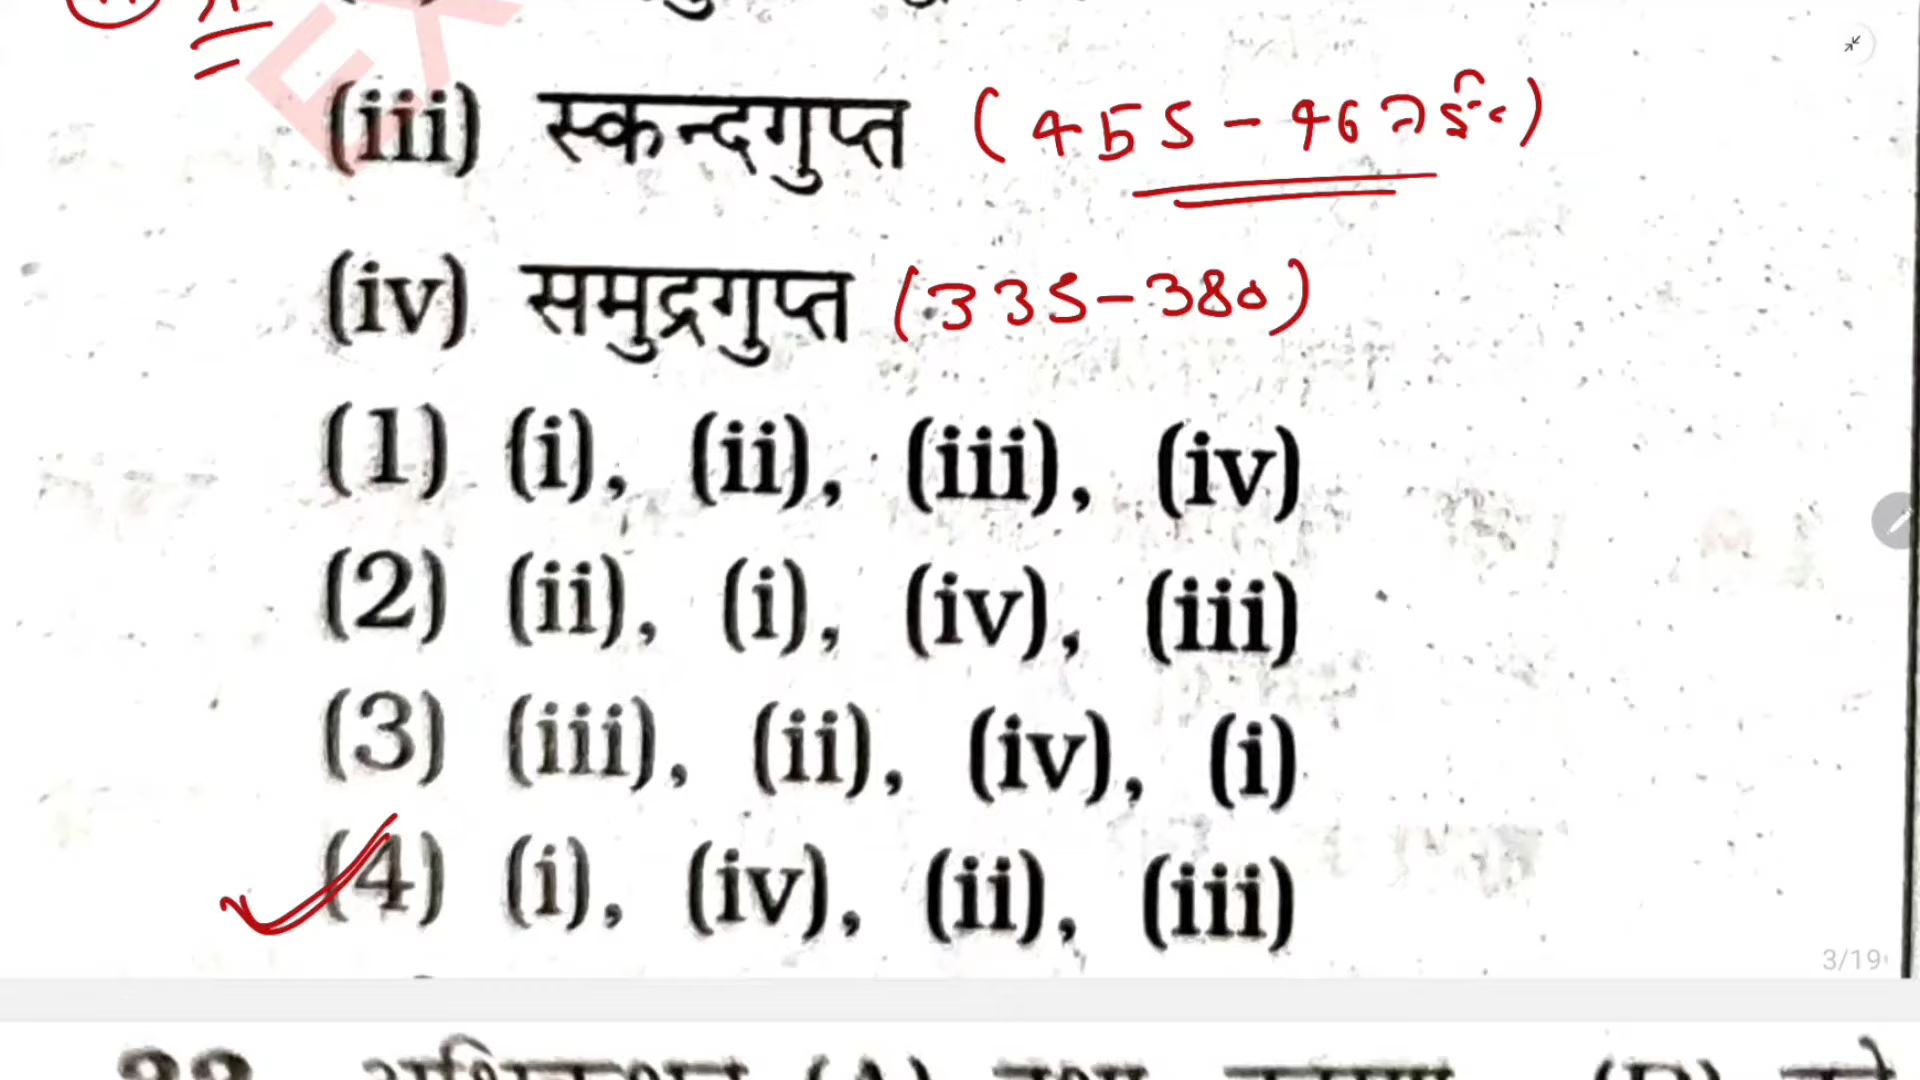 (iii) स्कन्दगुप्त (455-467ई.)
(iv) समुद्रगुप्त (335-380)
(1) (i), (ii), (iii), (iv)
(2) (ii), (i), (iv), (iii)
(3) (iii), (ii), (iv), (i)
(4) (i), (iv), (ii), (iii)
3/19